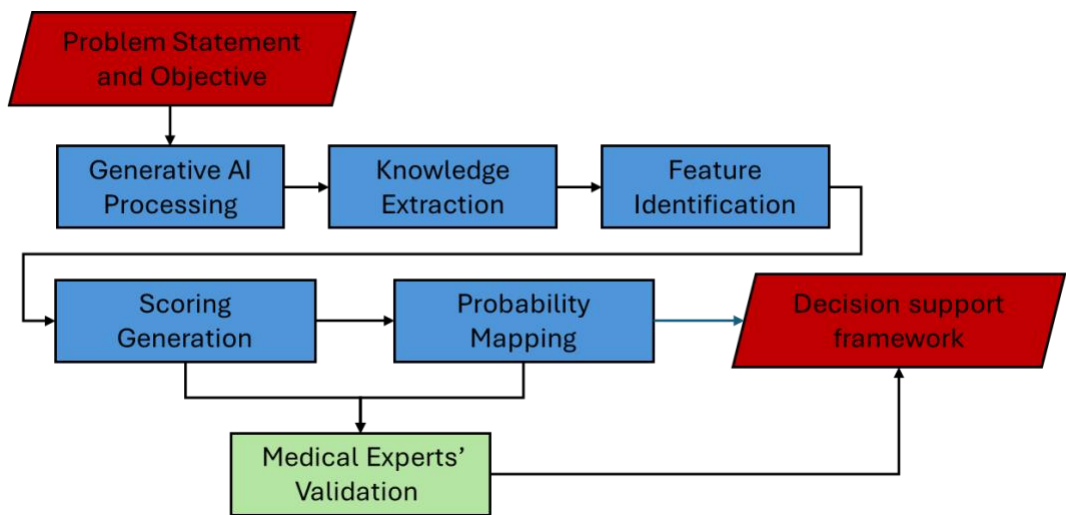 Problem Statement
and Objective
Generative AI
Processing
Knowledge
Extraction
Feature
Identification
Scoring
Generation
Probability
Mapping
Decision support
framework
Medical Experts’
Validation